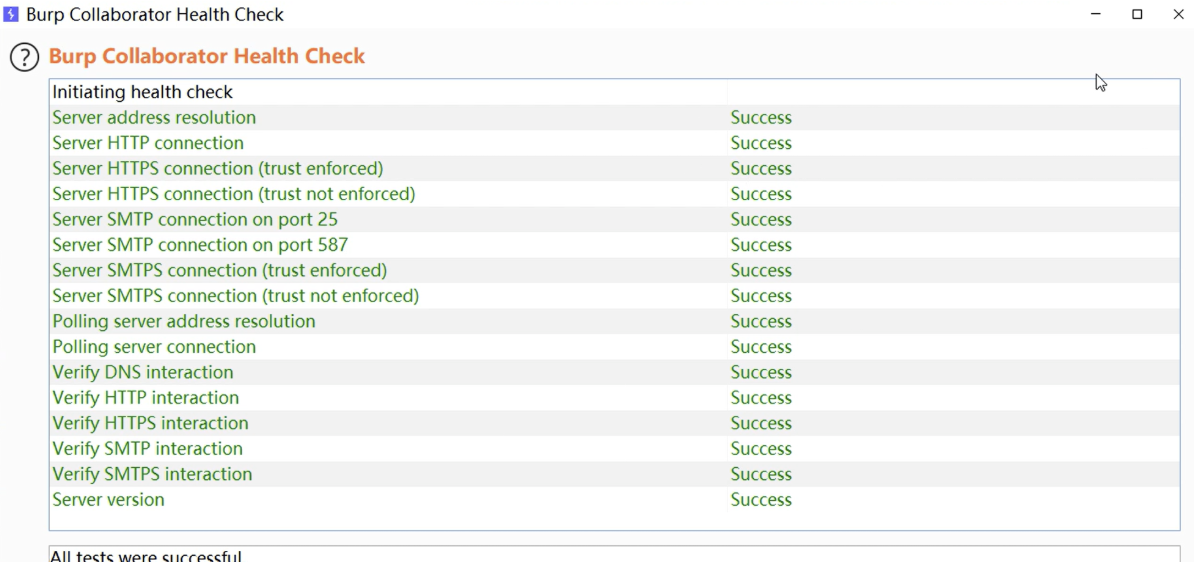 Burp Collaborator Health Check
Burp Collaborator Health Check
Initiating health check
Server address resolution Success
Server HTTP connection Success
Server HTTPS connection (trust enforced) Success
Server HTTPS connection (trust not enforced) Success
Server SMTP connection on port 25 Success
Server SMTP connection on port 587 Success
Server SMTPS connection (trust enforced) Success
Server SMTPS connection (trust not enforced) Success
Polling server address resolution Success
Polling server connection Success
Verify DNS interaction Success
Verify HTTP interaction Success
Verify HTTPS interaction Success
Verify SMTP interaction Success
Verify SMTPS interaction Success
Server version Success
All tests were successful